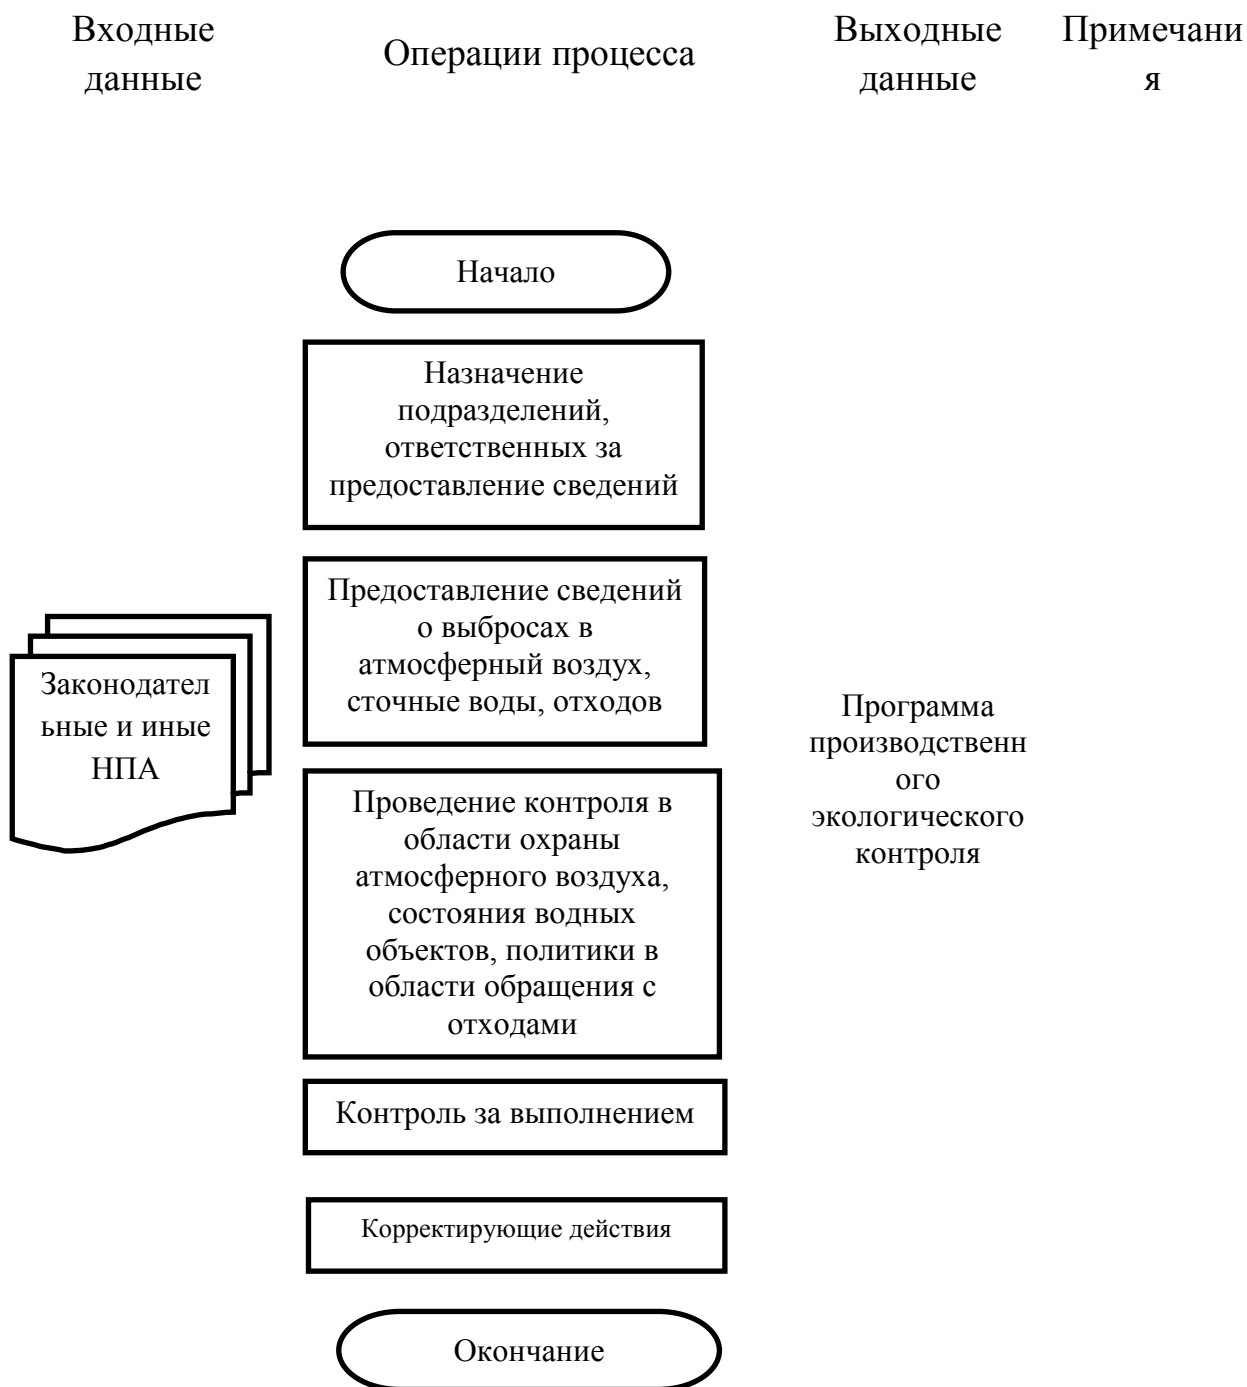 Входные
данные
Операции процесса
Выходные
данные
Примечани
я
Начало
Назначение
подразделений,
ответственных за
предоставление сведений
Предоставление сведений
о выбросах в
атмосферный воздух,
сточные воды, отходов
Законодател
ьные и иные
НПА
Программа
производственн
ого
экологического
контроля
Проведение контроля в
области охраны
атмосферного воздуха,
состояния водных
объектов, политики в
области обращения с
отходами
Контроль за выполнением
Корректирующие действия
Окончание